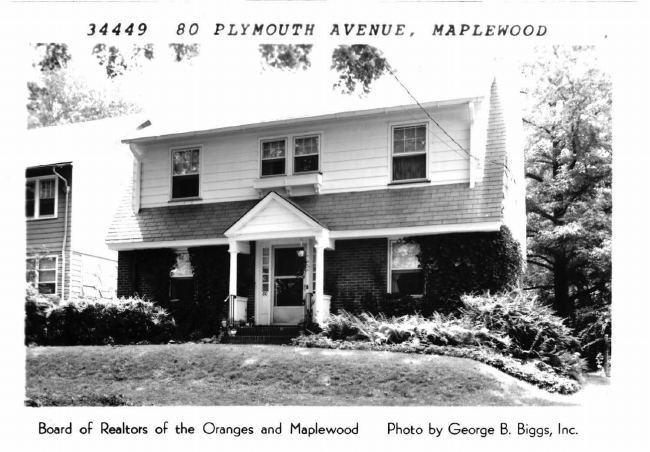 34449 80 PLYMOUTH AVENUE, MAPLEWOOD
Board of Realtors of the Oranges and Maplewood Photo by George B. Biggs, Inc.